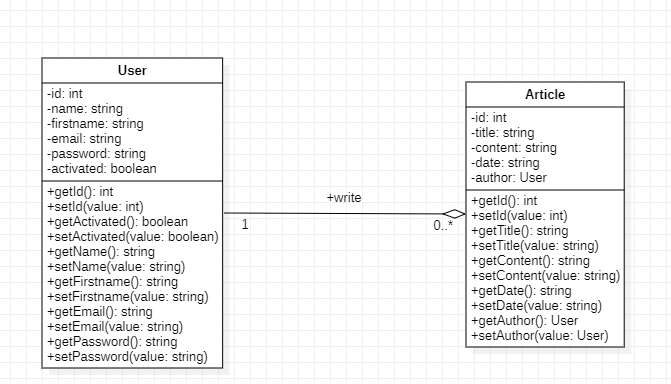 User
-id: int
-name: string
-firstname: string
-email: string
-password: string
-activated: boolean
+getId(): int
+setId(value: int)
+getActivated(): boolean
+setActivated(value: boolean)
+getName(): string
+setName(value: string)
+getFirstname(): string
+setFirstname(value: string)
+getEmail(): string
+setEmail(value: string)
+getPassword(): string
+setPassword(value: string)
+write
1
0..*
Article
-id: int
-title: string
-content: string
-date: string
-author: User
+getId(): int
+setId(value: int)
+getTitle(): string
+setTitle(value: string)
+getContent(): string
+setContent(value: string)
+getDate(): string
+setDate(value: string)
+getAuthor(): User
+setAuthor(value: User)